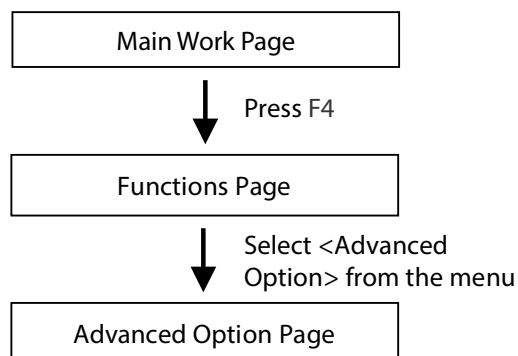 Main Work Page
Press F4
Functions Page
Select <Advanced
Option> from the menu
Advanced Option Page